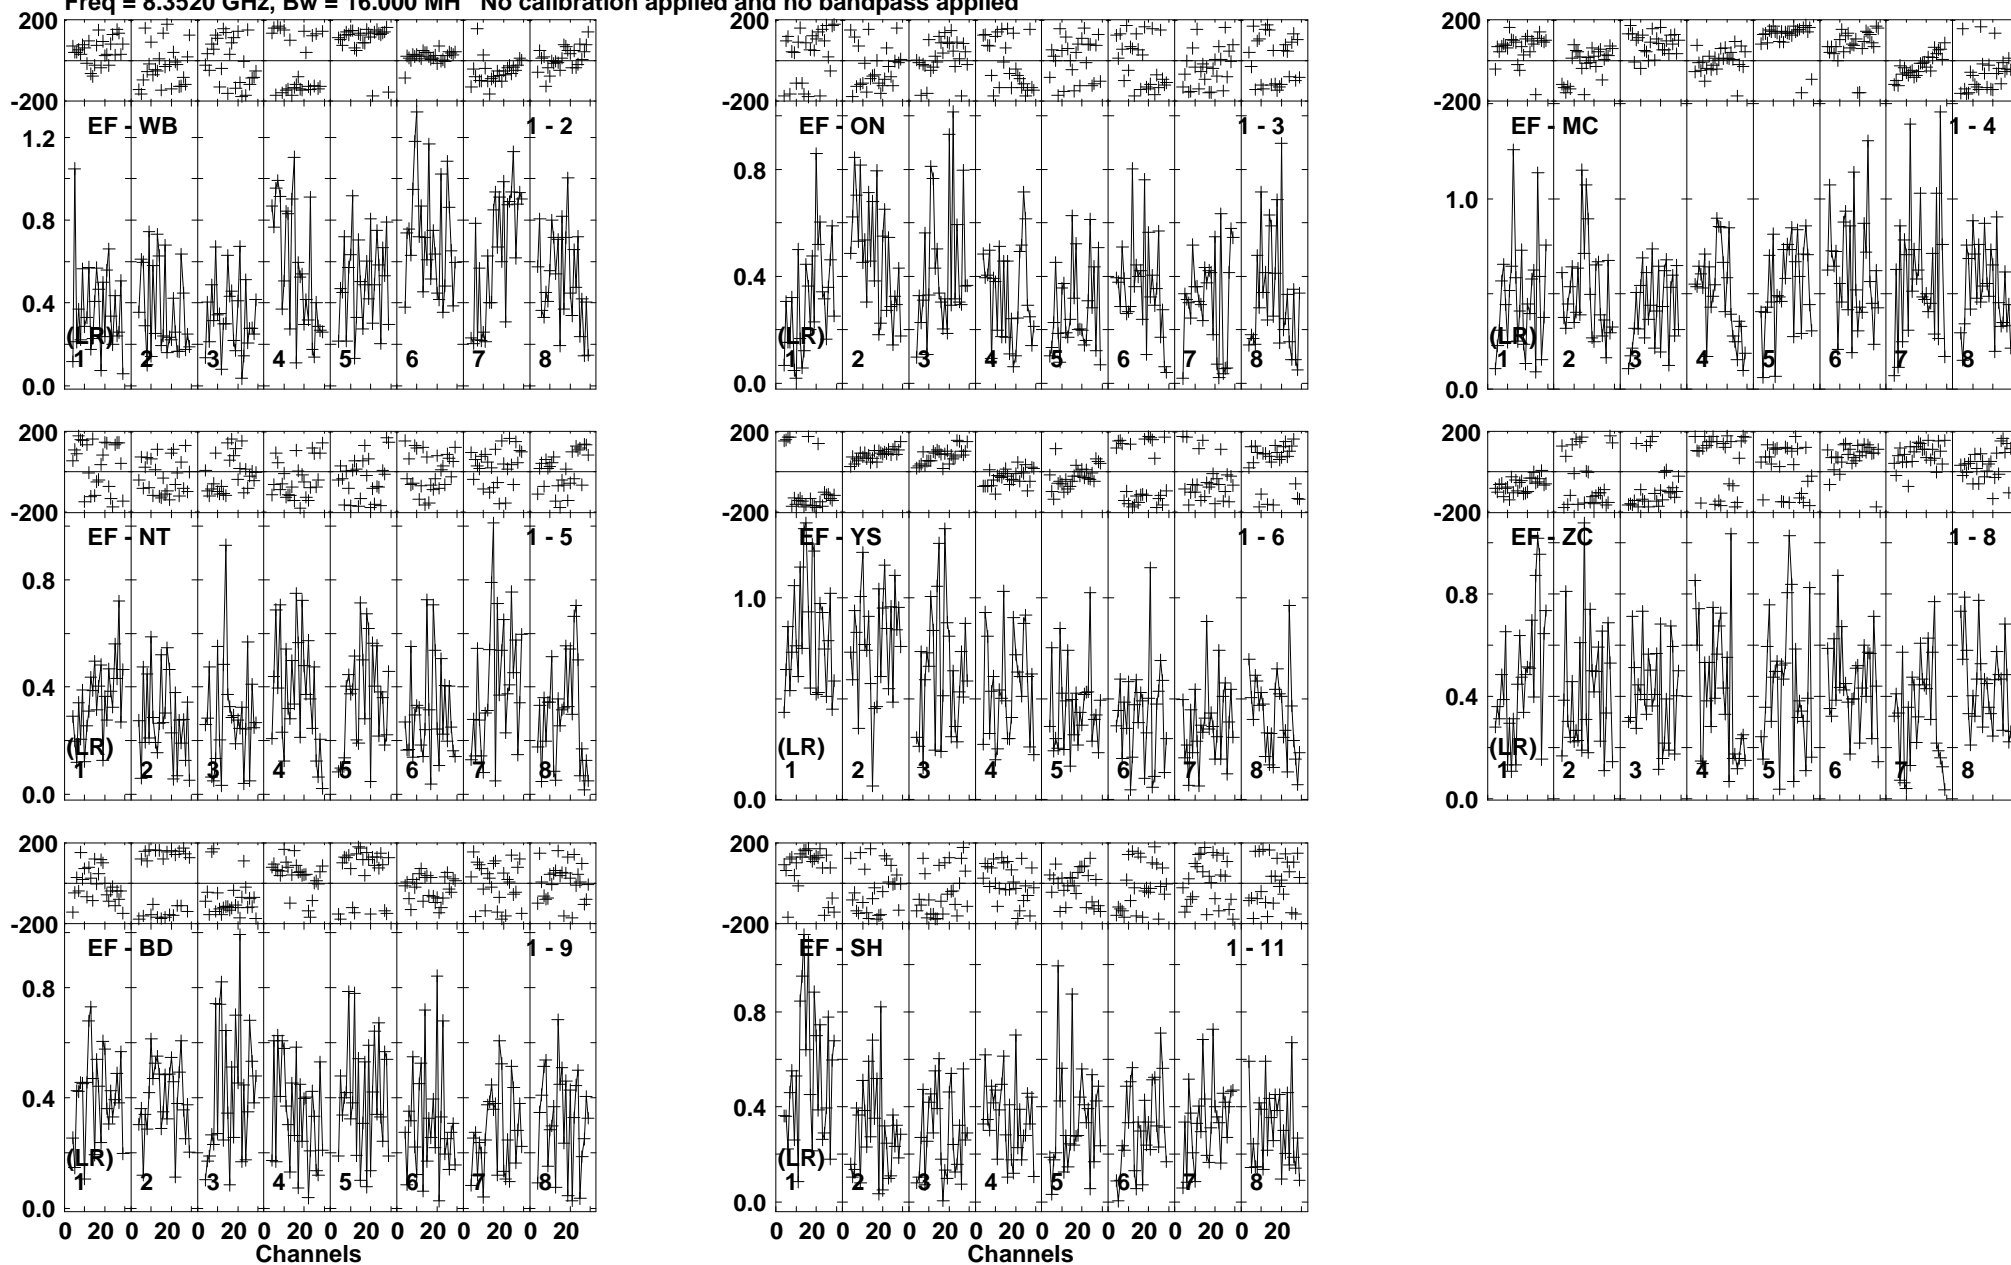 Freq = 8.3520 GHz, Bw = 16.000 MH No calibration applied and no bandpass applied
200
-200
EF - WB 1 - 2
1.2
0.8
0.4
0.0
(LR)
1 2 3 4 5 6 7 8
200
-200
EF - ON 1 - 3
0.8
0.4
0.0
(LR)
1 2 3 4 5 6 7 8
200
-200
EF - MC 1 - 4
1.0
0.0
(LR)
1 2 3 4 5 6 7 8
200
-200
EF - NT 1 - 5
0.8
0.4
0.0
(LR)
1 2 3 4 5 6 7 8
200
-200
EF - YS 1 - 6
1.0
0.0
(LR)
1 2 3 4 5 6 7 8
200
-200
EF - ZC 1 - 8
0.8
0.4
0.0
(LR)
1 2 3 4 5 6 7 8
200
-200
EF - BD 1 - 9
0.8
0.4
0.0
(LR)
1 2 3 4 5 6 7 8
0 20 0 20 0 20 0 20 0 20 0 20 0 20 0 20
Channels
200
-200
EF - SH 1 - 11
0.8
0.4
0.0
(LR)
1 2 3 4 5 6 7 8
0 20 0 20 0 20 0 20 0 20 0 20 0 20 0 20
Channels